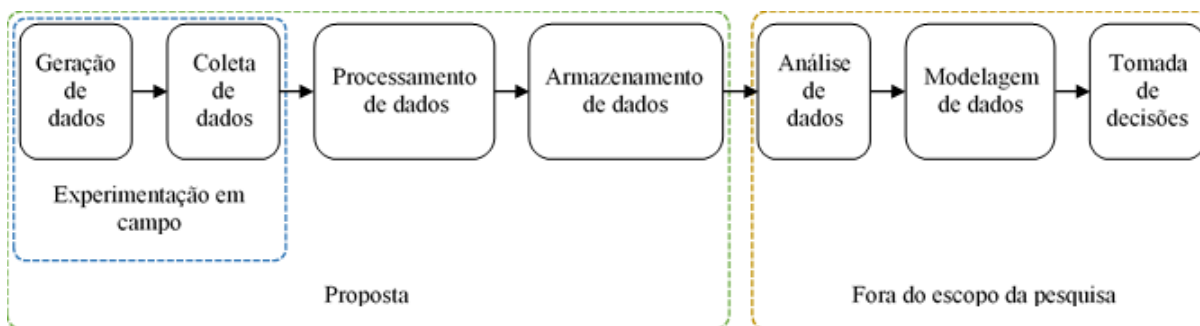 Geração
de
dados
Coleta
de
dados
Processamento
de dados
Armazenamento
de dados
Análise
de
dados
Modelagem
de dados
Tomada
de
decisões
Experimentação em
campo
Proposta
Fora do escopo da pesquisa